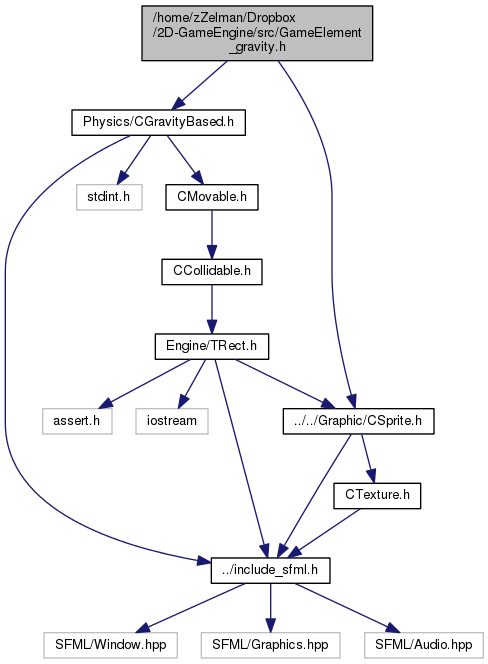 /home/zZelman/Dropbox
/2D-GameEngine/src/GameElement
_gravity.h
Physics/CGravityBased.h
stdint.h
CMovable.h
CCollidable.h
Engine/TRect.h
assert.h
iostream
../../Graphic/CSprite.h
CTexture.h
../include_sfml.h
SFML/Window.hpp
SFML/Graphics.hpp
SFML/Audio.hpp